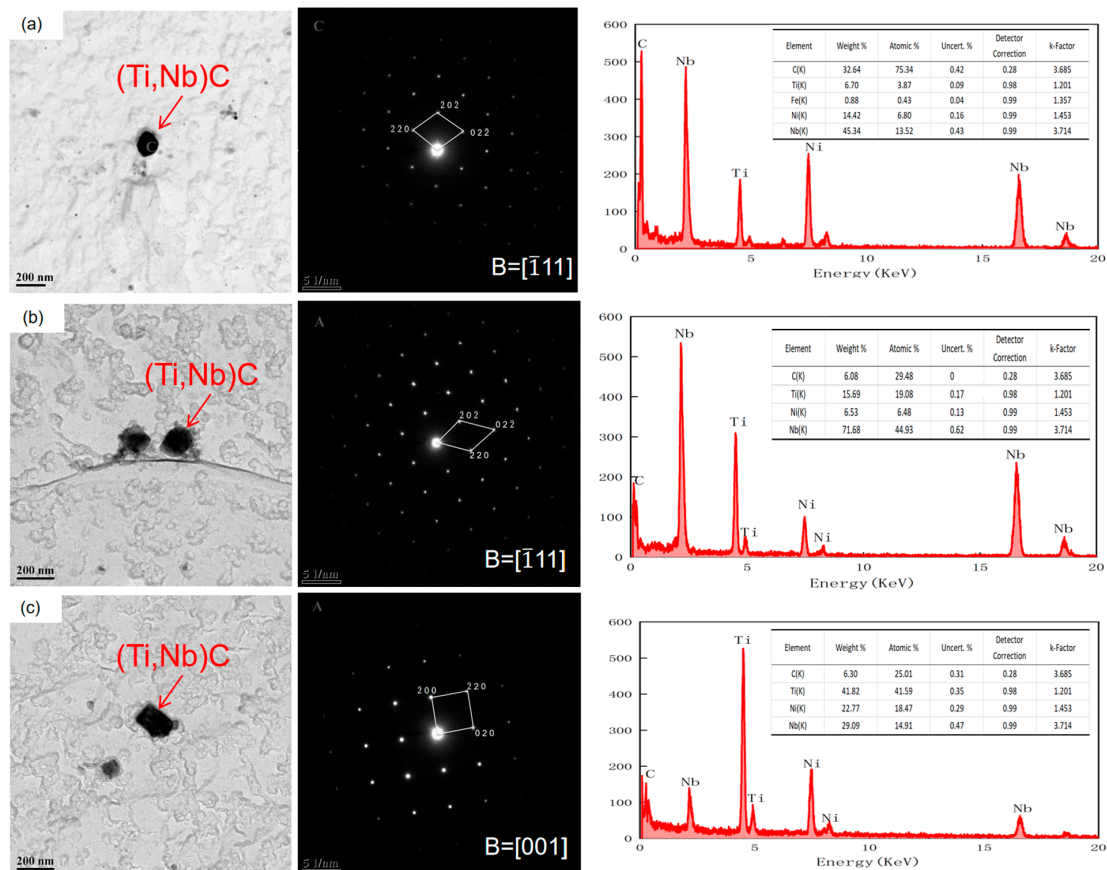 (a)
(Ti,Nb)C
C
200 nm
C
202
220
022
B=[1̄11]
5 1/nm
600
500
400
300
200
100
0
C
Nb
Ti
Ni
Nb
Nb
0
5
10
15
20
Energy(KeV)
Element Weight % Atomic % Uncert. % Detector Correction k-Factor
C(K) 32.64 75.34 0.42 0.28 3.685
Ti(K) 6.70 3.87 0.09 0.98 1.201
Fe(K) 0.88 0.43 0.04 0.99 1.357
Ni(K) 14.42 6.80 0.16 0.99 1.453
Nb(K) 45.34 13.52 0.43 0.99 3.714
(b)
(Ti,Nb)C
200 nm
A
202
022
220
B=[1̄11]
5 1/nm
600
500
400
300
200
100
0
C
Nb
Ti
Ti
Ni
Ni
Nb
Nb
0
5
10
15
20
Energy(KeV)
Element Weight % Atomic % Uncert. % Detector Correction k-Factor
C(K) 6.08 29.48 0 0.28 3.685
Ti(K) 15.69 19.08 0.17 0.98 1.201
Ni(K) 6.53 6.48 0.13 0.99 1.453
Nb(K) 71.68 44.93 0.62 0.99 3.714
(c)
(Ti,Nb)C
200 nm
A
200
220
020
B=[001]
5 1/nm
600
500
400
300
200
100
0
C
Nb
Ti
Ti
Ni
Ni
Nb
0
5
10
15
20
Energy(KeV)
Element Weight % Atomic % Uncert. % Detector Correction k-Factor
C(K) 6.30 25.01 0.31 0.28 3.685
Ti(K) 41.82 41.59 0.35 0.98 1.201
Ni(K) 22.77 18.47 0.29 0.99 1.453
Nb(K) 29.09 14.91 0.47 0.99 3.714